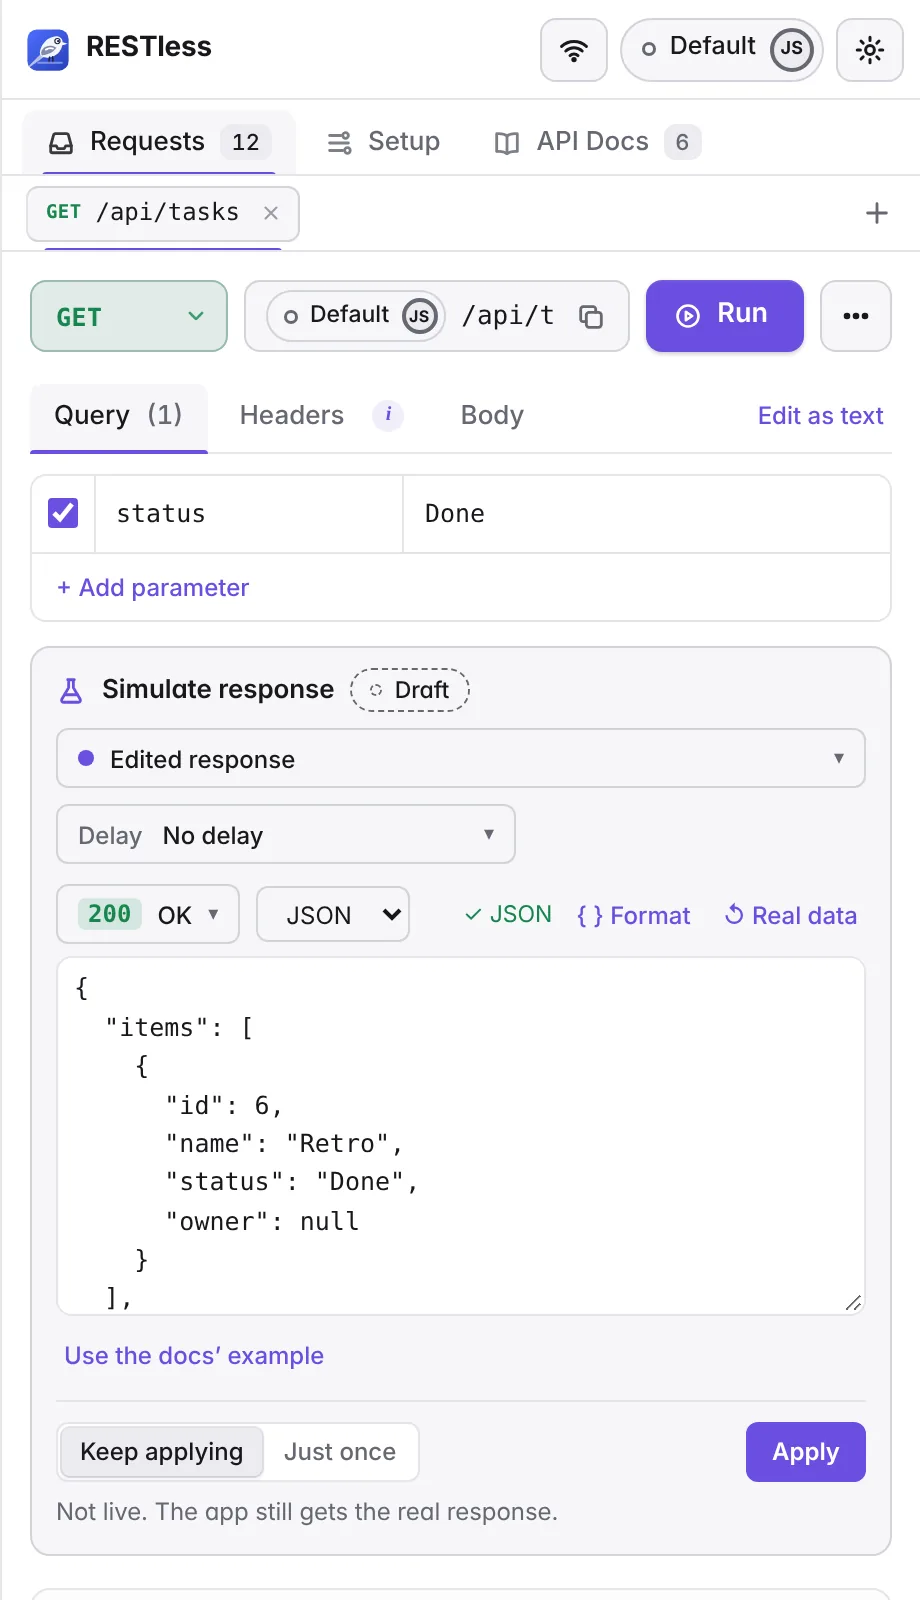 RESTless
Default JS
Requests 12
Setup
API Docs 6
GET /api/tasks ×
+
GET
Default JS /api/t
Run
•••
Query (1)
Headers i
Body
Edit as text
status
Done
+ Add parameter
Simulate response
Draft
Edited response
Delay No delay
200 OK
JSON
✓ JSON
{ } Format
Real data
{
  "items": [
    {
      "id": 6,
      "name": "Retro",
      "status": "Done",
      "owner": null
    }
  ],
Use the docs’ example
Keep applying
Just once
Apply
Not live. The app still gets the real response.